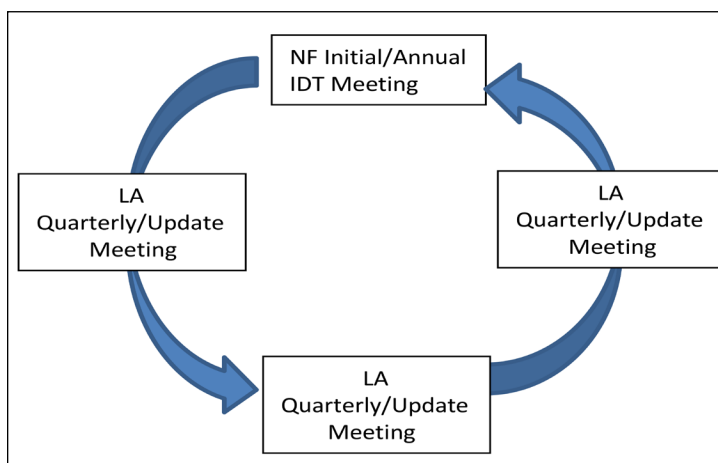 NF Initial/Annual
IDT Meeting
LA
Quarterly/Update
Meeting
LA
Quarterly/Update
Meeting
LA
Quarterly/Update
Meeting